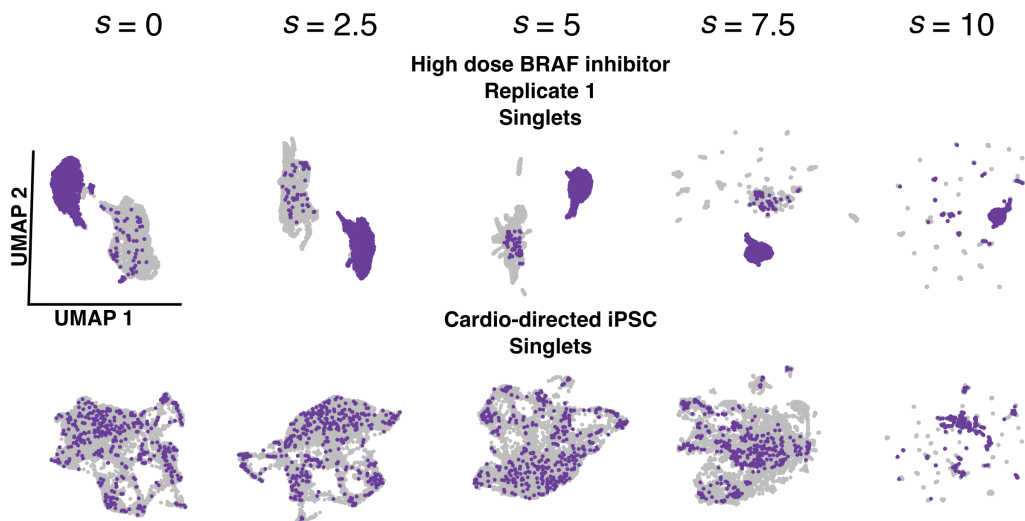 s = 0 s = 2.5 s = 5 s = 7.5 s = 10
High dose BRAF inhibitor
Replicate 1
Singlets
UMAP 2
UMAP 1
Cardio-directed iPSC
Singlets